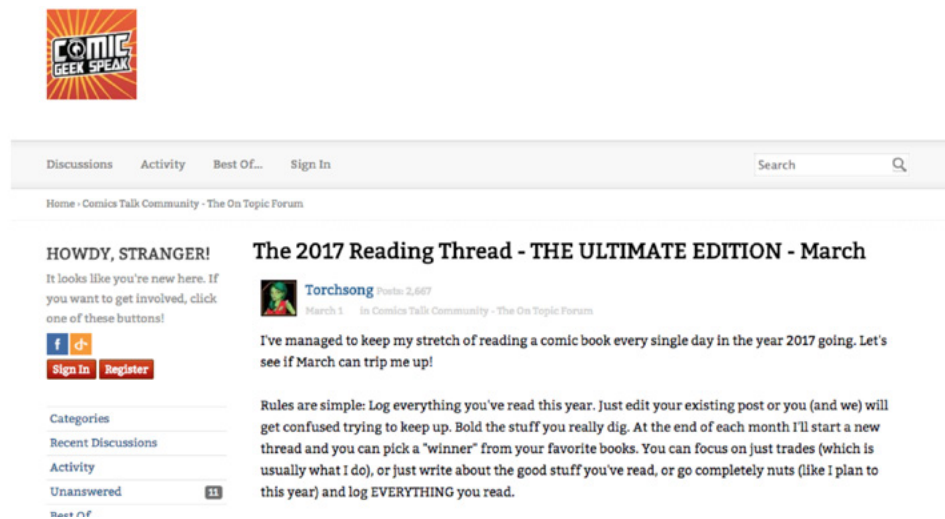 COMIC
GEEK SPEAK
Discussions Activity Best Of... Sign In Search
Home › Comics Talk Community - The On Topic Forum
HOWDY, STRANGER!
It looks like you're new here. If
you want to get involved, click
one of these buttons!
f d
Sign In Register
Categories
Recent Discussions
Activity
Unanswered 11
Best Of
The 2017 Reading Thread - THE ULTIMATE EDITION - March
Torchsong Posts: 2,667
March 1 in Comics Talk Community - The On Topic Forum
I've managed to keep my stretch of reading a comic book every single day in the year 2017 going. Let's
see if March can trip me up!
Rules are simple: Log everything you've read this year. Just edit your existing post or you (and we) will
get confused trying to keep up. Bold the stuff you really dig. At the end of each month I'll start a new
thread and you can pick a "winner" from your favorite books. You can focus on just trades (which is
usually what I do), or just write about the good stuff you've read, or go completely nuts (like I plan to
this year) and log EVERYTHING you read.